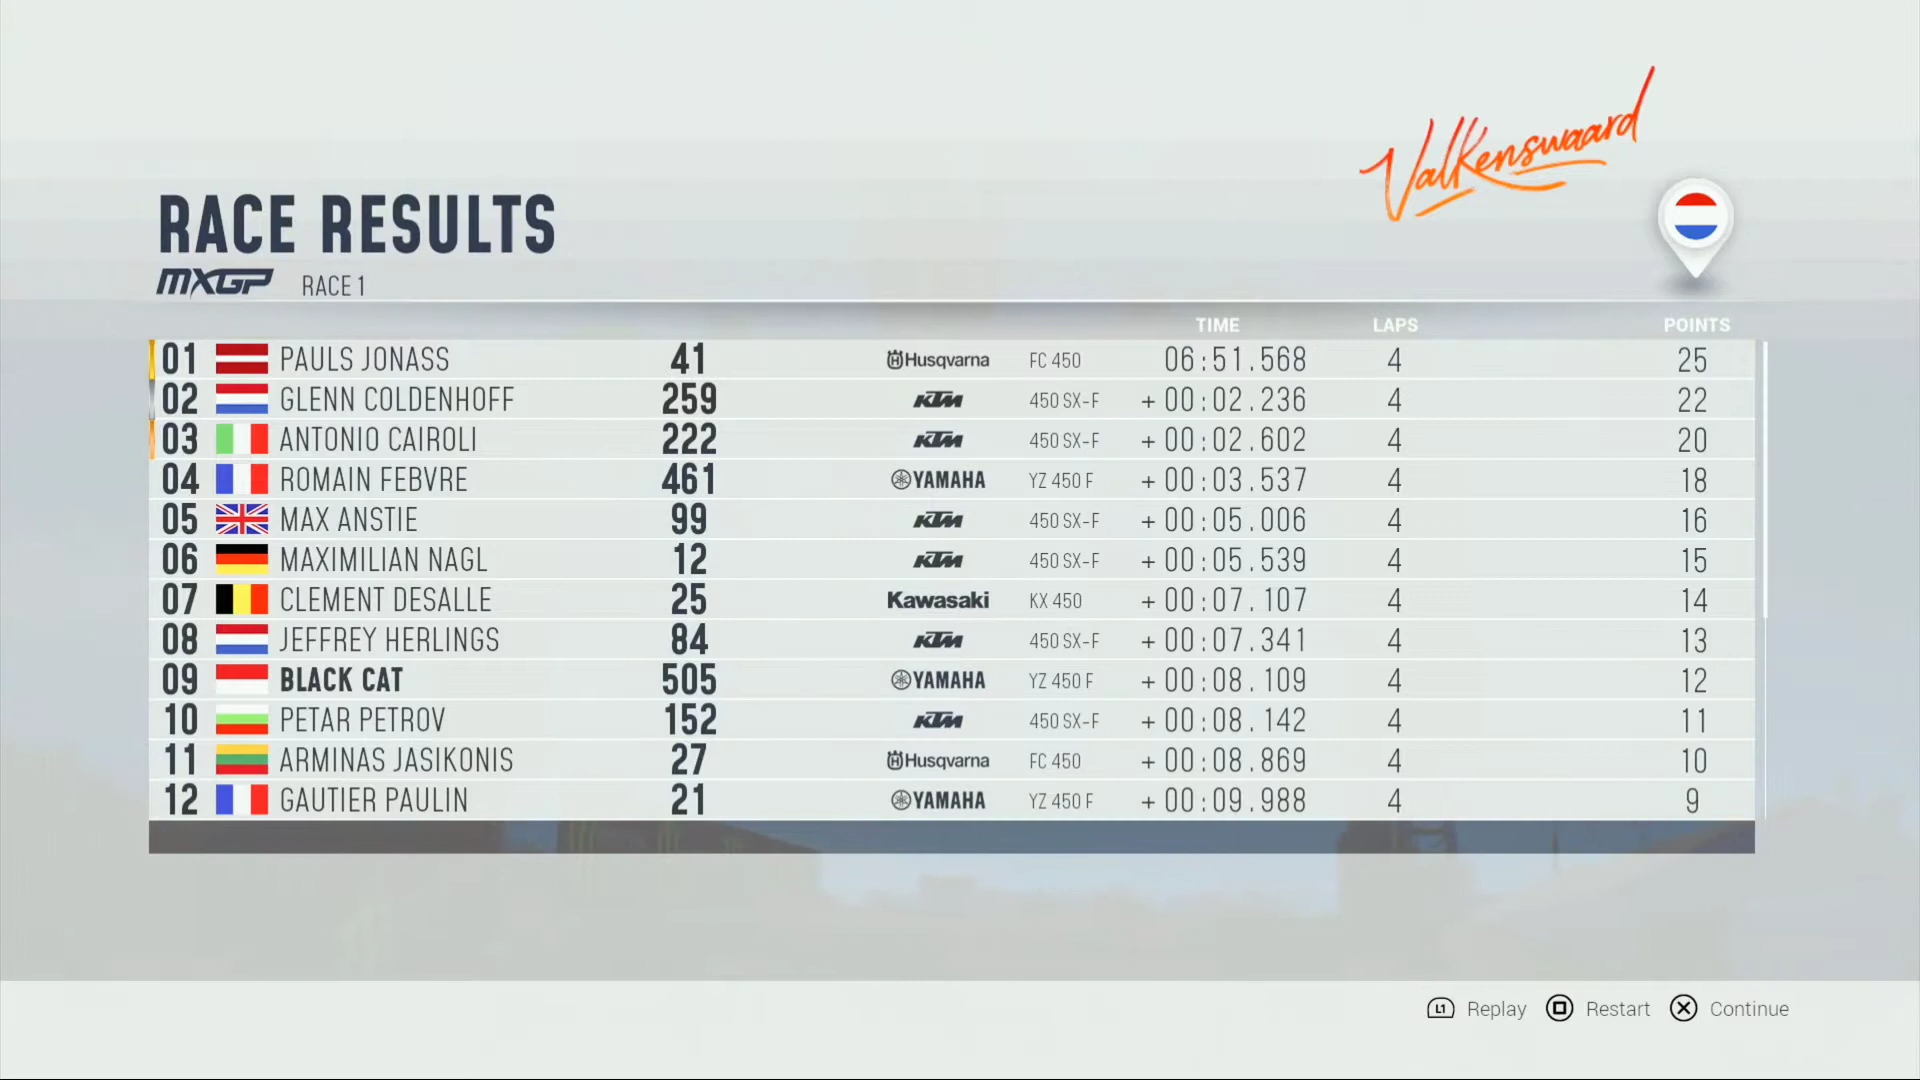 Valkenswaard
RACE RESULTS
MXGP RACE 1
TIME LAPS POINTS
01 PAULS JONASS 41 Husqvarna FC 450 06:51.568 4 25
02 GLENN COLDENHOFF 259 KTM 450 SX-F + 00:02.236 4 22
03 ANTONIO CAIROLI 222 KTM 450 SX-F + 00:02.602 4 20
04 ROMAIN FEBVRE 461 YAMAHA YZ 450 F + 00:03.537 4 18
05 MAX ANSTIE 99 KTM 450 SX-F + 00:05.006 4 16
06 MAXIMILIAN NAGL 12 KTM 450 SX-F + 00:05.539 4 15
07 CLEMENT DESALLE 25 Kawasaki KX 450 + 00:07.107 4 14
08 JEFFREY HERLINGS 84 KTM 450 SX-F + 00:07.341 4 13
09 BLACK CAT 505 YAMAHA YZ 450 F + 00:08.109 4 12
10 PETAR PETROV 152 KTM 450 SX-F + 00:08.142 4 11
11 ARMINAS JASIKONIS 27 Husqvarna FC 450 + 00:08.869 4 10
12 GAUTIER PAULIN 21 YAMAHA YZ 450 F + 00:09.988 4 9
L1 Replay Restart Continue